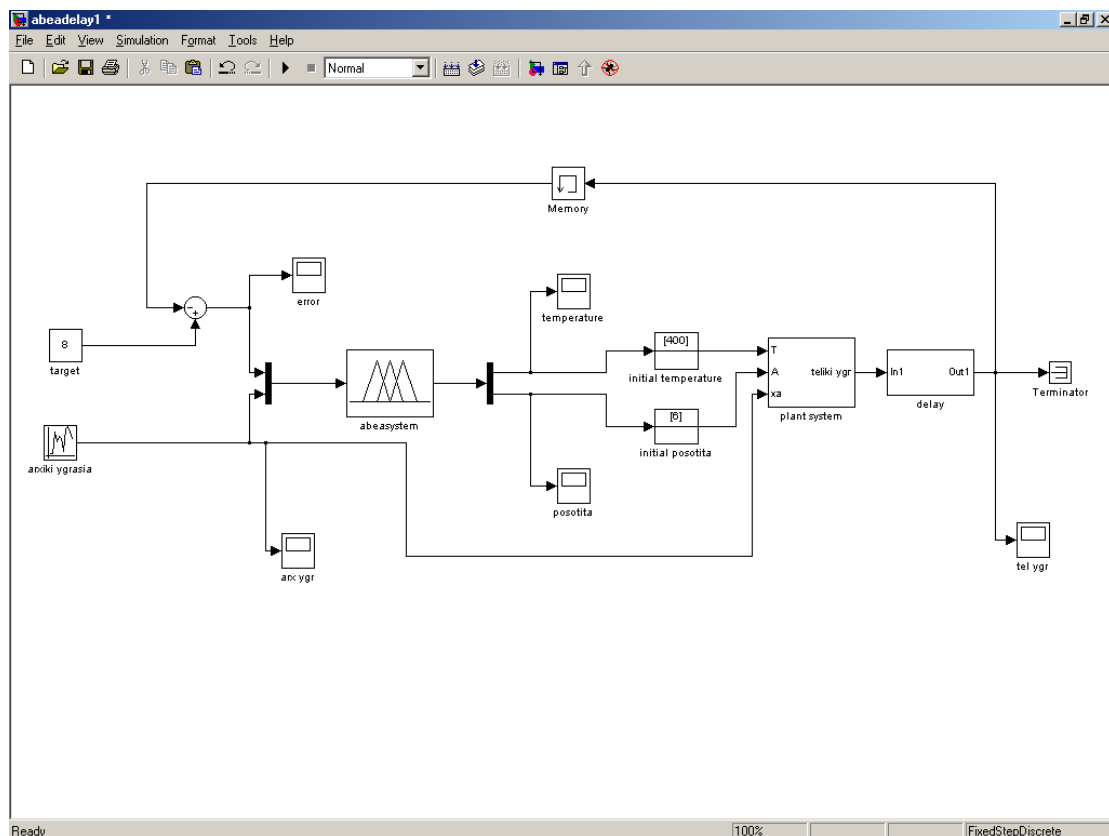 abeadelay1 *
File Edit View Simulation Format Tools Help
Normal
Memory
error
temperature
8
target
[400]
initial temperature
T
A
xa
teliki ygr
plant system
In1 Out1
delay
Terminator
abeasystem
[6]
initial posotita
arxiki ygrasia
posotita
arx ygr
tel ygr
Ready 100% FixedStepDiscrete